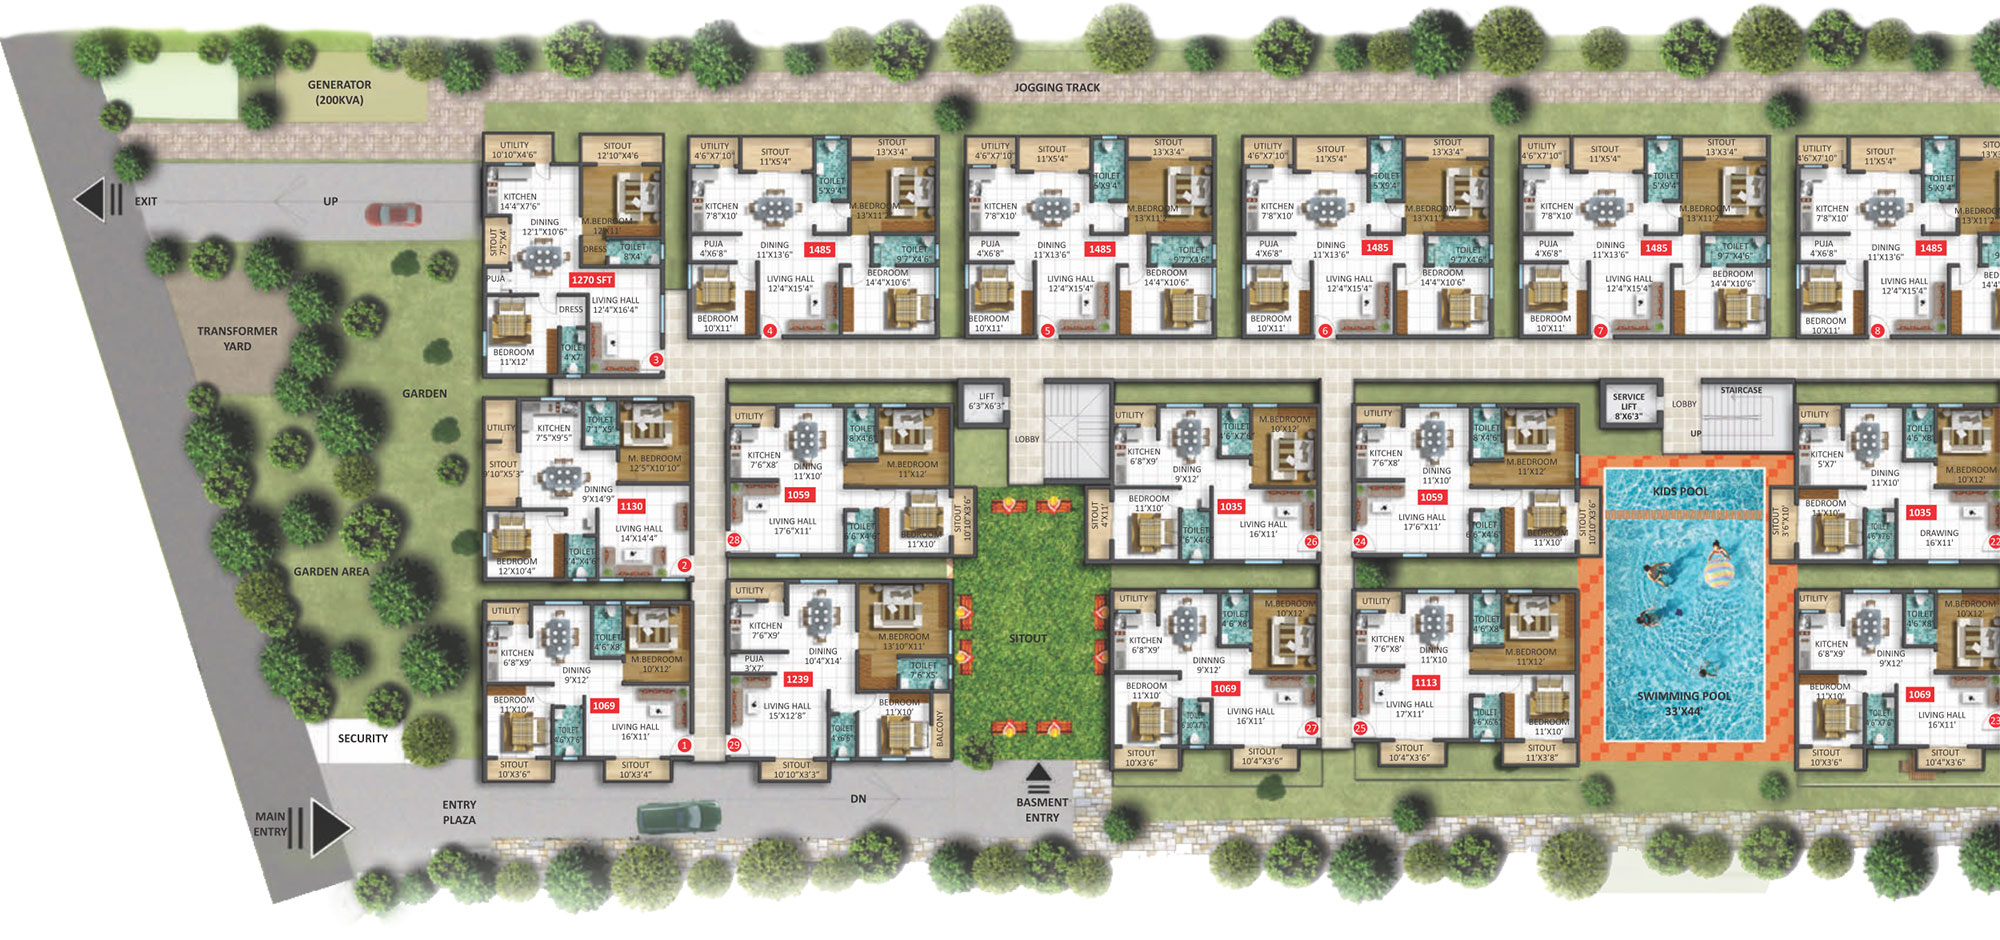 GENERATOR
(200KVA)
JOGGING TRACK
EXIT
UP
TRANSFORMER
YARD
GARDEN
GARDEN AREA
SECURITY
MAIN
ENTRY
ENTRY
PLAZA
DN
BASMENT
ENTRY
UTILITY
10'10"X4'6"
SITOUT
12'10"X4'6
KITCHEN
14'4"X7'6"
DINING
12'1"X10'6"
M.BEDROOM
SITOUT
7'5"X4'
DRESS
TOILET
8'X4'
PUJA
1270 SFT
LIVING HALL
12'4"X16'4"
DRESS
TOILET
4'X7'
BEDROOM
11'X12'
3
UTILITY
4'6"X7'10"
SITOUT
11'X5'4"
SITOUT
13'X3'4"
TOILET
5'X9'4"
KITCHEN
7'8"X10'
M.BEDROOM
13'X11'2"
PUJA
4'X6'8"
DINING
11'X13'6"
1485
TOILET
9'7"X4'6"
LIVING HALL
12'4"X15'4"
BEDROOM
14'4"X10'6"
BEDROOM
10'X11'
4
UTILITY
4'6"X7'10"
SITOUT
11'X5'4"
SITOUT
13'X3'4"
TOILET
5'X9'4"
KITCHEN
7'8"X10'
M.BEDROOM
13'X11'2"
PUJA
4'X6'8"
DINING
11'X13'6"
1485
TOILET
9'7"X4'6"
LIVING HALL
12'4"X15'4"
BEDROOM
14'4"X10'6"
BEDROOM
10'X11'
5
UTILITY
4'6"X7'10"
SITOUT
11'X5'4"
SITOUT
13'X3'4"
TOILET
5'X9'4"
KITCHEN
7'8"X10'
M.BEDROOM
13'X11'2"
PUJA
4'X6'8"
DINING
11'X13'6"
1485
TOILET
9'7"X4'6"
LIVING HALL
12'4"X15'4"
BEDROOM
14'4"X10'6"
BEDROOM
10'X11'
6
UTILITY
4'6"X7'10"
SITOUT
11'X5'4"
SITOUT
13'X3'4"
TOILET
5'X9'4"
KITCHEN
7'8"X10'
M.BEDROOM
13'X11'2"
PUJA
4'X6'8"
DINING
11'X13'6"
1485
TOILET
9'7"X4'6"
LIVING HALL
12'4"X15'4"
BEDROOM
14'4"X10'6"
BEDROOM
10'X11'
7
UTILITY
4'6"X7'10"
SITOUT
11'X5'4"
TOILET
5'X9'4"
KITCHEN
7'8"X10'
PUJA
4'X6'8"
DINING
11'X13'6"
1485
LIVING HALL
12'4"X15'4"
BEDROOM
10'X11'
8
UTILITY
KITCHEN
7'5"X9'5"
TOILET
7'1"X5'
M. BEDROOM
12'5"X10'10"
SITOUT
9'10"X5'3"
DINING
9'X14'9"
1130
LIVING HALL
14'X14'4"
TOILET
BEDROOM
12'X10'4"
2
UTILITY
KITCHEN
7'6"X8'
DINING
11'X10'
TOILET
8'X4'6"
M.BEDROOM
11'X12'
1059
LIVING HALL
17'6"X11'
TOILET
BEDROOM
11'X10'
SITOUT
10'10"X3'6"
28
LIFT
6'3"X6'3"
LOBBY
UTILITY
KITCHEN
6'8"X9'
DINING
9'X12'
TOILET
4'6"X7'6"
M.BEDROOM
10'X12'
SITOUT
4'X11'
BEDROOM
11'X10'
TOILET
1035
LIVING HALL
16'X11'
26
UTILITY
KITCHEN
7'6"X8'
DINING
11'X10'
TOILET
8'X4'6"
M.BEDROOM
11'X12'
1059
LIVING HALL
17'6"X11'
TOILET
BEDROOM
11'X10'
SITOUT
10'10"X3'6"
24
SERVICE
LIFT
8'X6'3"
LOBBY
STAIRCASE
UP
KIDS POOL
SWIMMING POOL
33'X44'
UTILITY
KITCHEN
5'X7'
DINING
11'X10'
TOILET
4'6"X8'
M.BEDROOM
10'X12'
SITOUT
3'6"X10'
BEDROOM
11'X10'
TOILET
1035
DRAWING
16'X11'
22
UTILITY
KITCHEN
6'8"X9'
DINING
9'X12'
TOILET
4'6"X8'
M.BEDROOM
10'X12'
BEDROOM
11'X10'
1069
LIVING HALL
16'X11'
TOILET
4'6"X7'6"
1
SITOUT
10'X3'6"
SITOUT
10'X3'4"
UTILITY
KITCHEN
7'6"X9'
DINING
10'4"X14'
M.BEDROOM
13'10"X11'
PUJA
3'X7'
TOILET
7'6"X5'
1239
LIVING HALL
15'X12'8"
TOILET
4'X6'6"
BEDROOM
11'X10'
BALCONY
29
SITOUT
10'10"X3'3"
SITOUT
UTILITY
KITCHEN
6'8"X9'
DINNNG
9'X12'
TOILET
4'6"X8'
M.BEDROOM
10'X12'
BEDROOM
11'X10'
TOILET
1069
LIVING HALL
16'X11'
27
SITOUT
10'X3'6"
SITOUT
10'4"X3'6"
UTILITY
KITCHEN
7'6"X8'
DINING
11'X10
TOILET
4'6"X8'
M.BEDROOM
11'X12'
1113
LIVING HALL
17'X11'
TOILET
4'6"X6'6"
BEDROOM
11'X10'
25
SITOUT
10'4"X3'6"
SITOUT
11'X3'8"
UTILITY
KITCHEN
6'8"X9'
DINING
9'X12'
TOILET
4'6"X8'
M.BEDROOM
10'X12'
BEDROOM
11'X10'
TOILET
4'6"X7'6"
1069
LIVING HALL
16'X11'
23
SITOUT
10'X3'6"
SITOUT
10'4"X3'6"